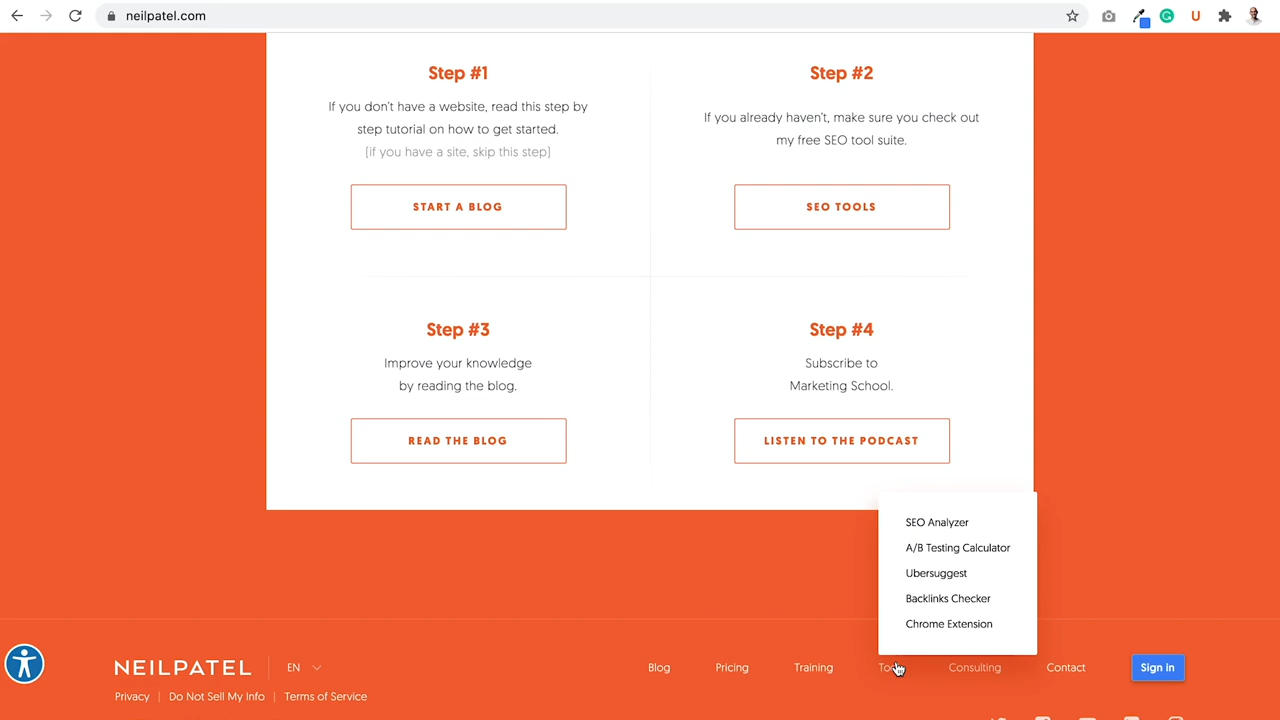 neilpatel.com
Step #1
If you don't have a website, read this step by
step tutorial on how to get started.
[if you have a site, skip this step]
START A BLOG
Step #2
If you already haven't, make sure you check out
my free SEO tool suite.
SEO TOOLS
Step #3
Improve your knowledge
by reading the blog.
READ THE BLOG
Step #4
Subscribe to
Marketing School.
LISTEN TO THE PODCAST
SEO Analyzer
A/B Testing Calculator
Ubersuggest
Backlinks Checker
Chrome Extension
NEILPATEL
EN
Blog
Pricing
Training
Consulting
Contact
Sign in
Privacy | Do Not Sell My Info | Terms of Service